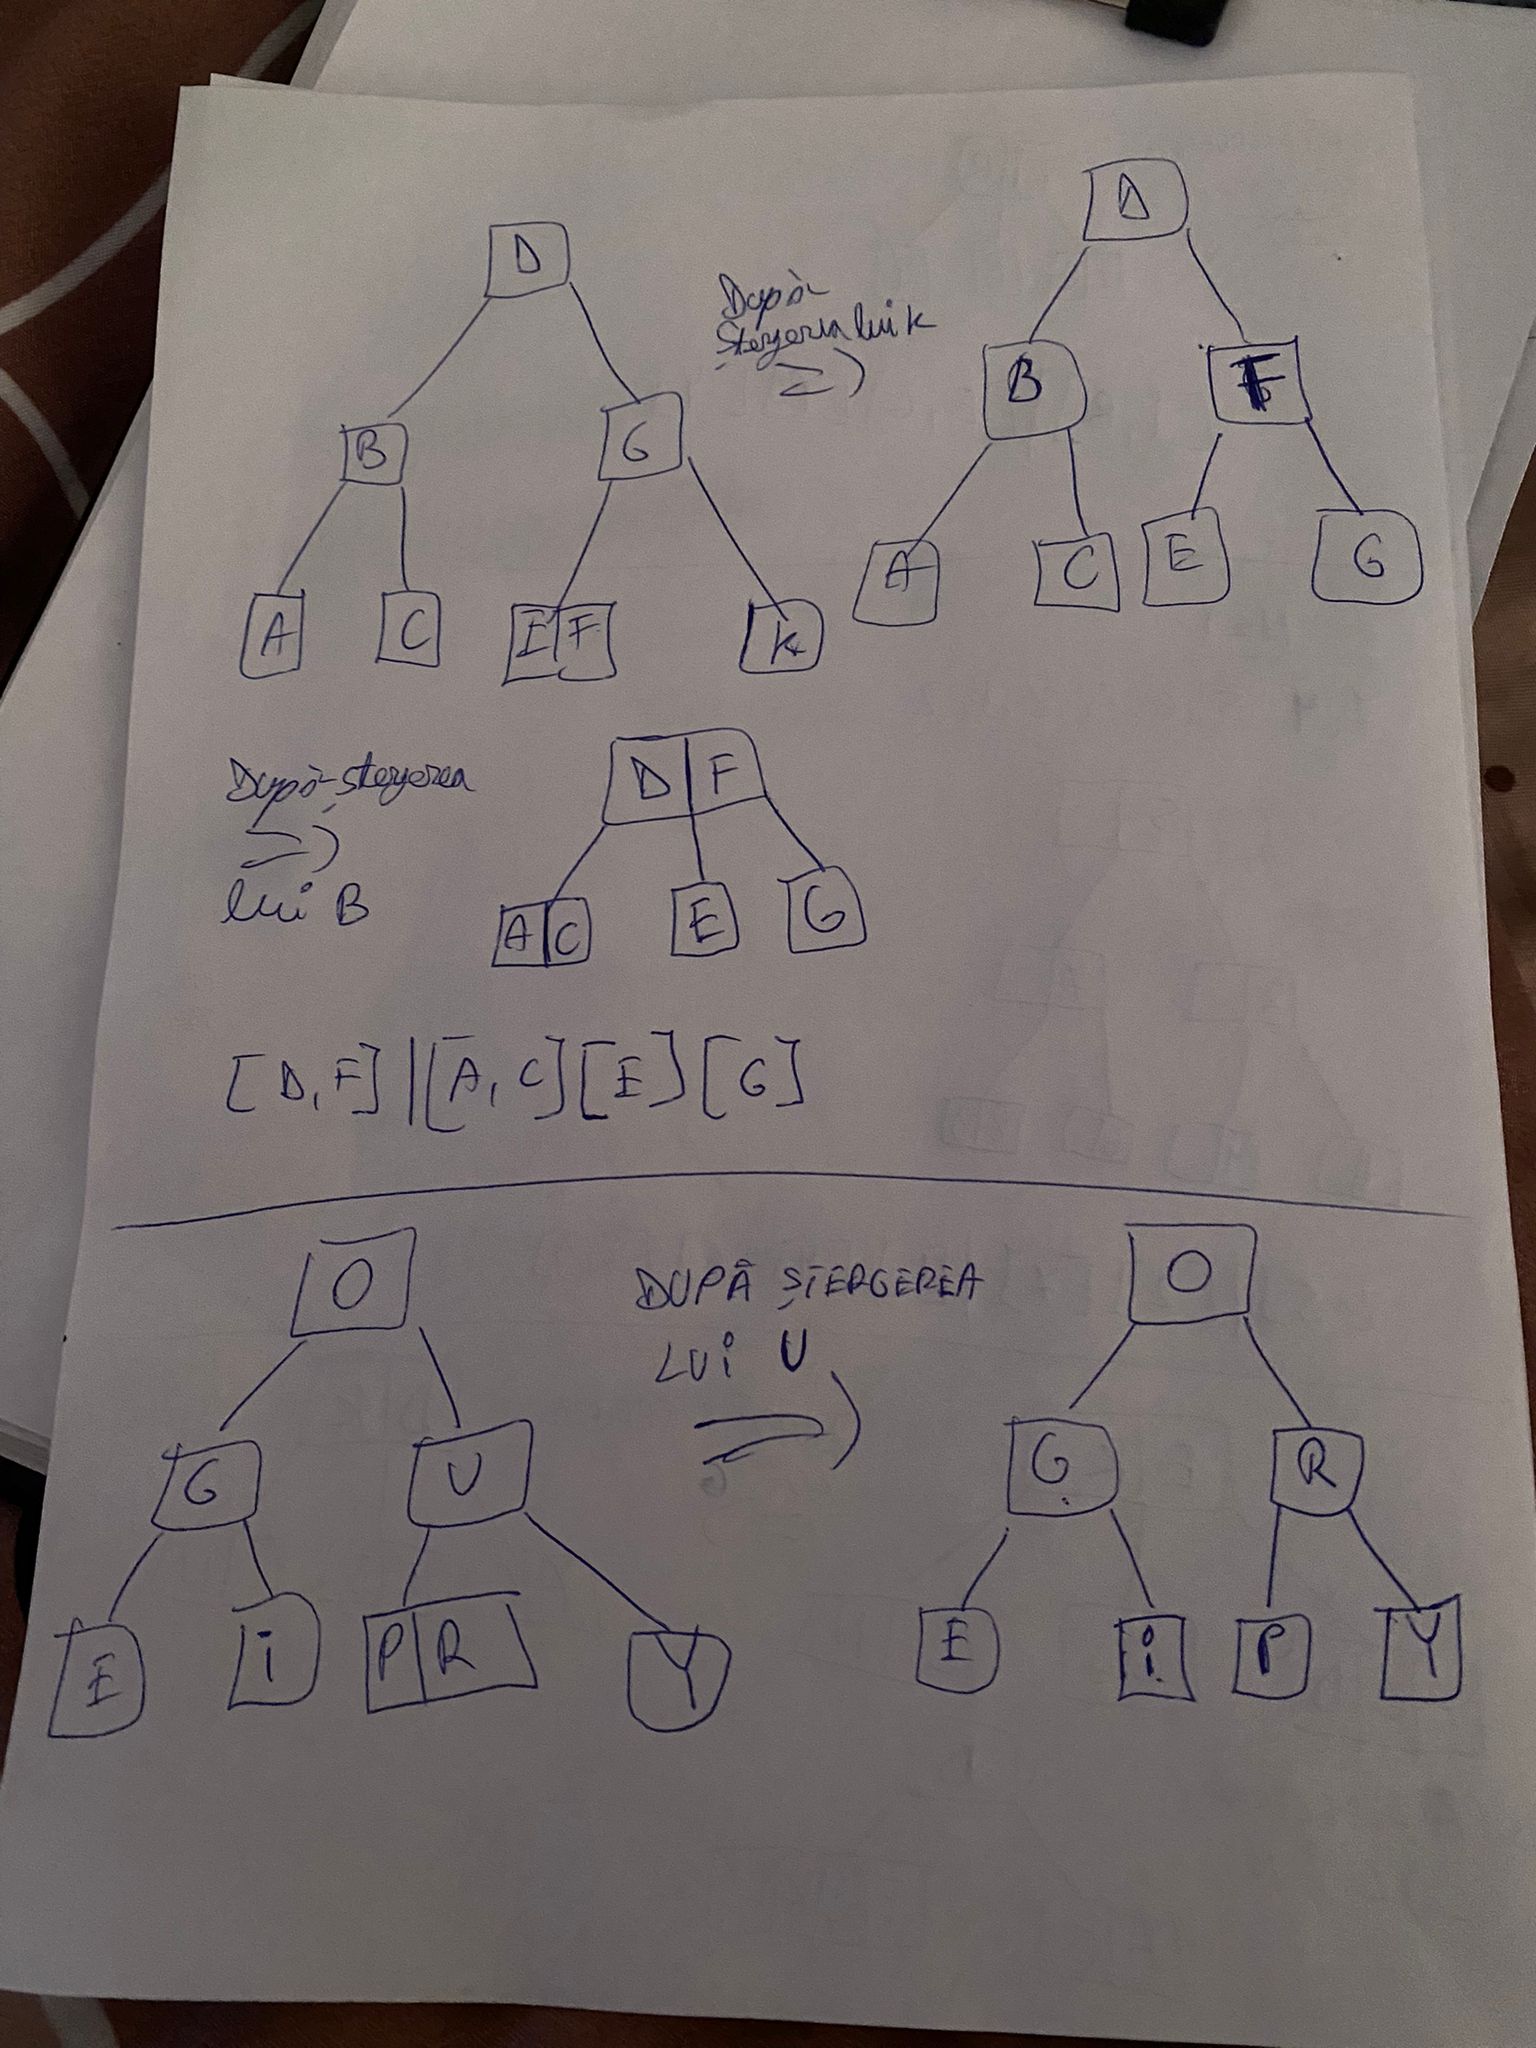 D
B G
A C E F K
După
ștergerea lui K
D
B F
A C E G
După ștergerea
lui B
D F
A C E G
[D, F] | [A, C] [E] [G]
O
G U
E i P R Y
DUPĂ ȘTERGEREA
LUi U
O
G R
E i P Y